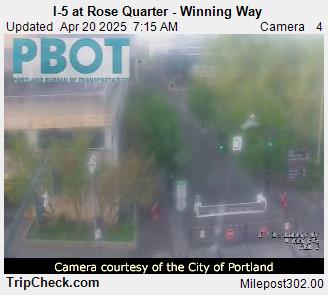 I-5 at Rose Quarter - Winning Way
Updated Apr 20 2025 7:15 AM Camera 4
PBOT
PORTLAND BUREAU OF TRANSPORTATION
Camera courtesy of the City of Portland
TripCheck.com Milepost302.00